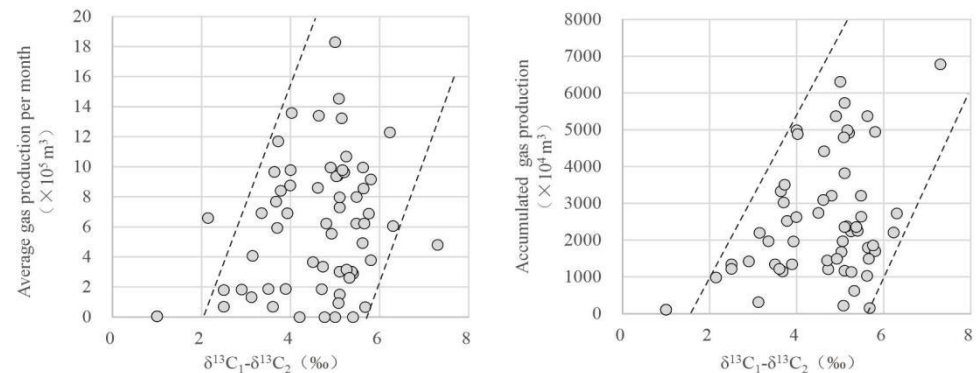 Average gas production per month
（×10⁵ m³）
20
18
16
14
12
10
8
6
4
2
0
0 2 4 6 8
δ¹³C₁-δ¹³C₂（‰）
Accumulated gas production
（×10⁴ m³）
8000
7000
6000
5000
4000
3000
2000
1000
0
0 2 4 6 8
δ¹³C₁-δ¹³C₂（‰）